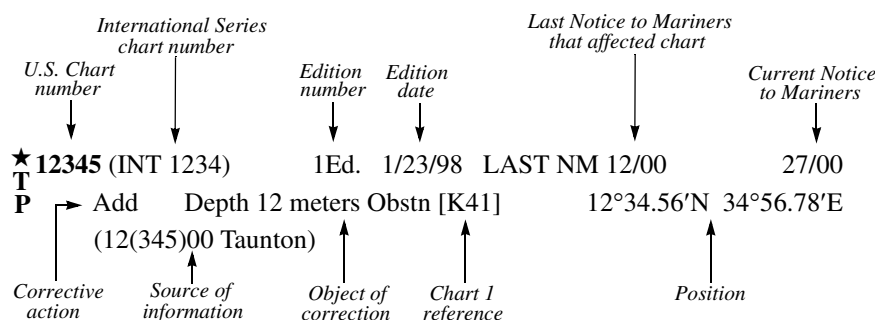 International Series
chart number
Last Notice to Mariners
that affected chart
U.S. Chart
number
Edition
number
Edition
date
Current Notice
to Mariners
★ 12345 (INT 1234) 1Ed. 1/23/98 LAST NM 12/00 27/00
T
P Add Depth 12 meters Obstn [K41] 12°34.56′N 34°56.78′E
(12(345)00 Taunton)
Corrective
action
Source of
information
Object of
correction
Chart 1
reference
Position